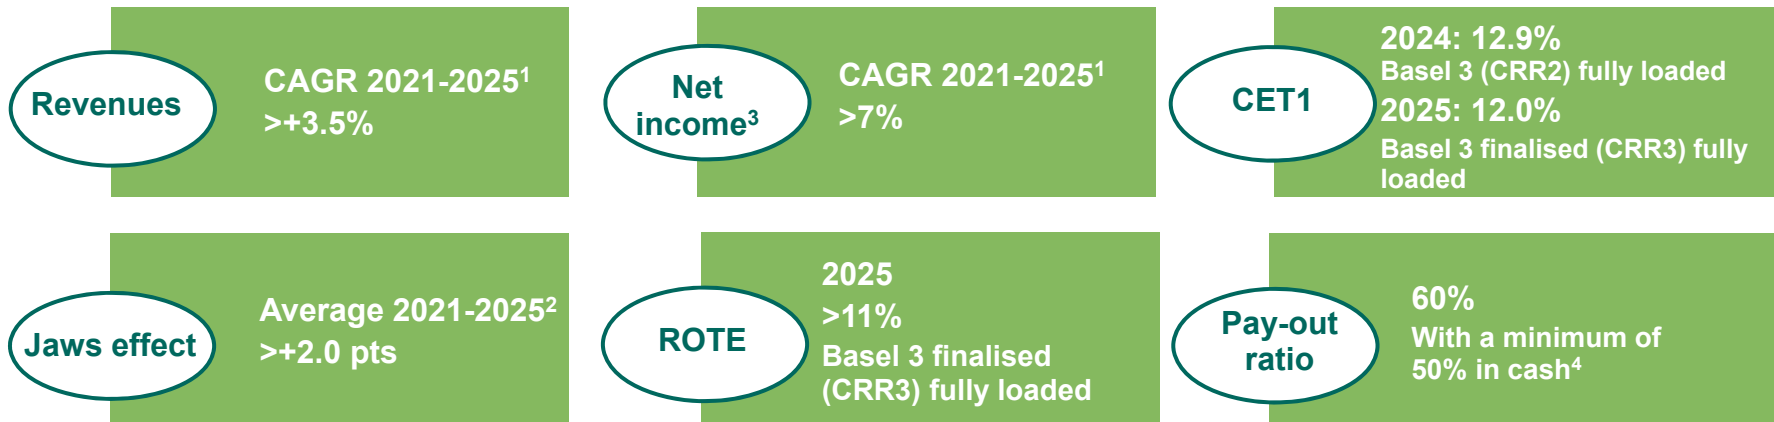 Revenues
CAGR 2021-2025¹
>+3.5%
Net
income³
CAGR 2021-2025¹
>7%
CET1
2024: 12.9%
Basel 3 (CRR2) fully loaded
2025: 12.0%
Basel 3 finalised (CRR3) fully
loaded
Jaws effect
Average 2021-2025²
>+2.0 pts
ROTE
2025
>11%
Basel 3 finalised
(CRR3) fully loaded
Pay-out
ratio
60%
With a minimum of
50% in cash⁴